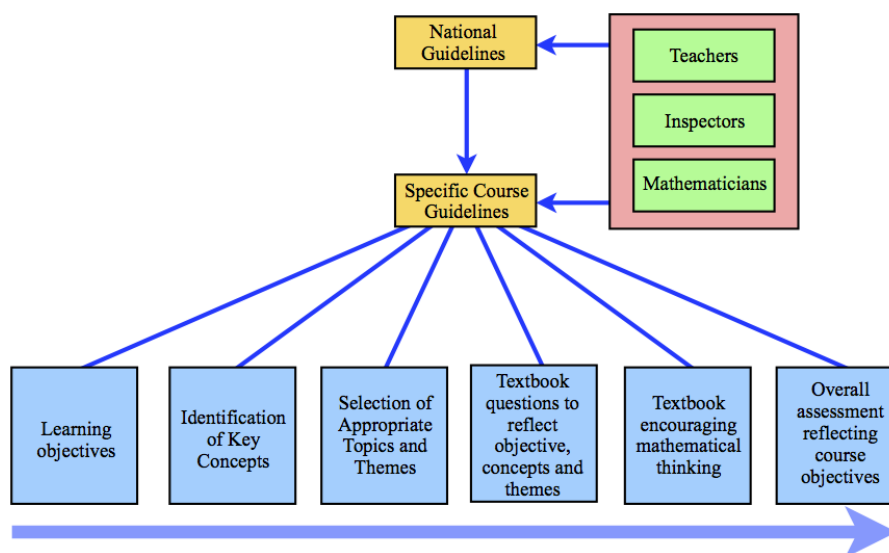 National
Guidelines
Teachers
Inspectors
Mathematicians
Specific Course
Guidelines
Learning
objectives
Identification
of Key
Concepts
Selection of
Appropriate
Topics and
Themes
Textbook
questions to
reflect
objective,
concepts and
themes
Textbook
encouraging
mathematical
thinking
Overall
assessment
reflecting
course
objectives